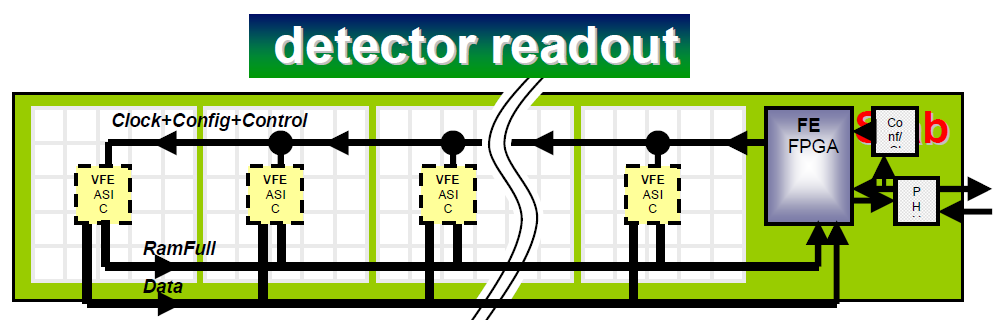 detector readout
Clock+Config+Control
VFE
ASI
C
VFE
ASI
C
VFE
ASI
C
VFE
ASI
C
FE
FPGA
Co
nf/
P
H
RamFull
Data